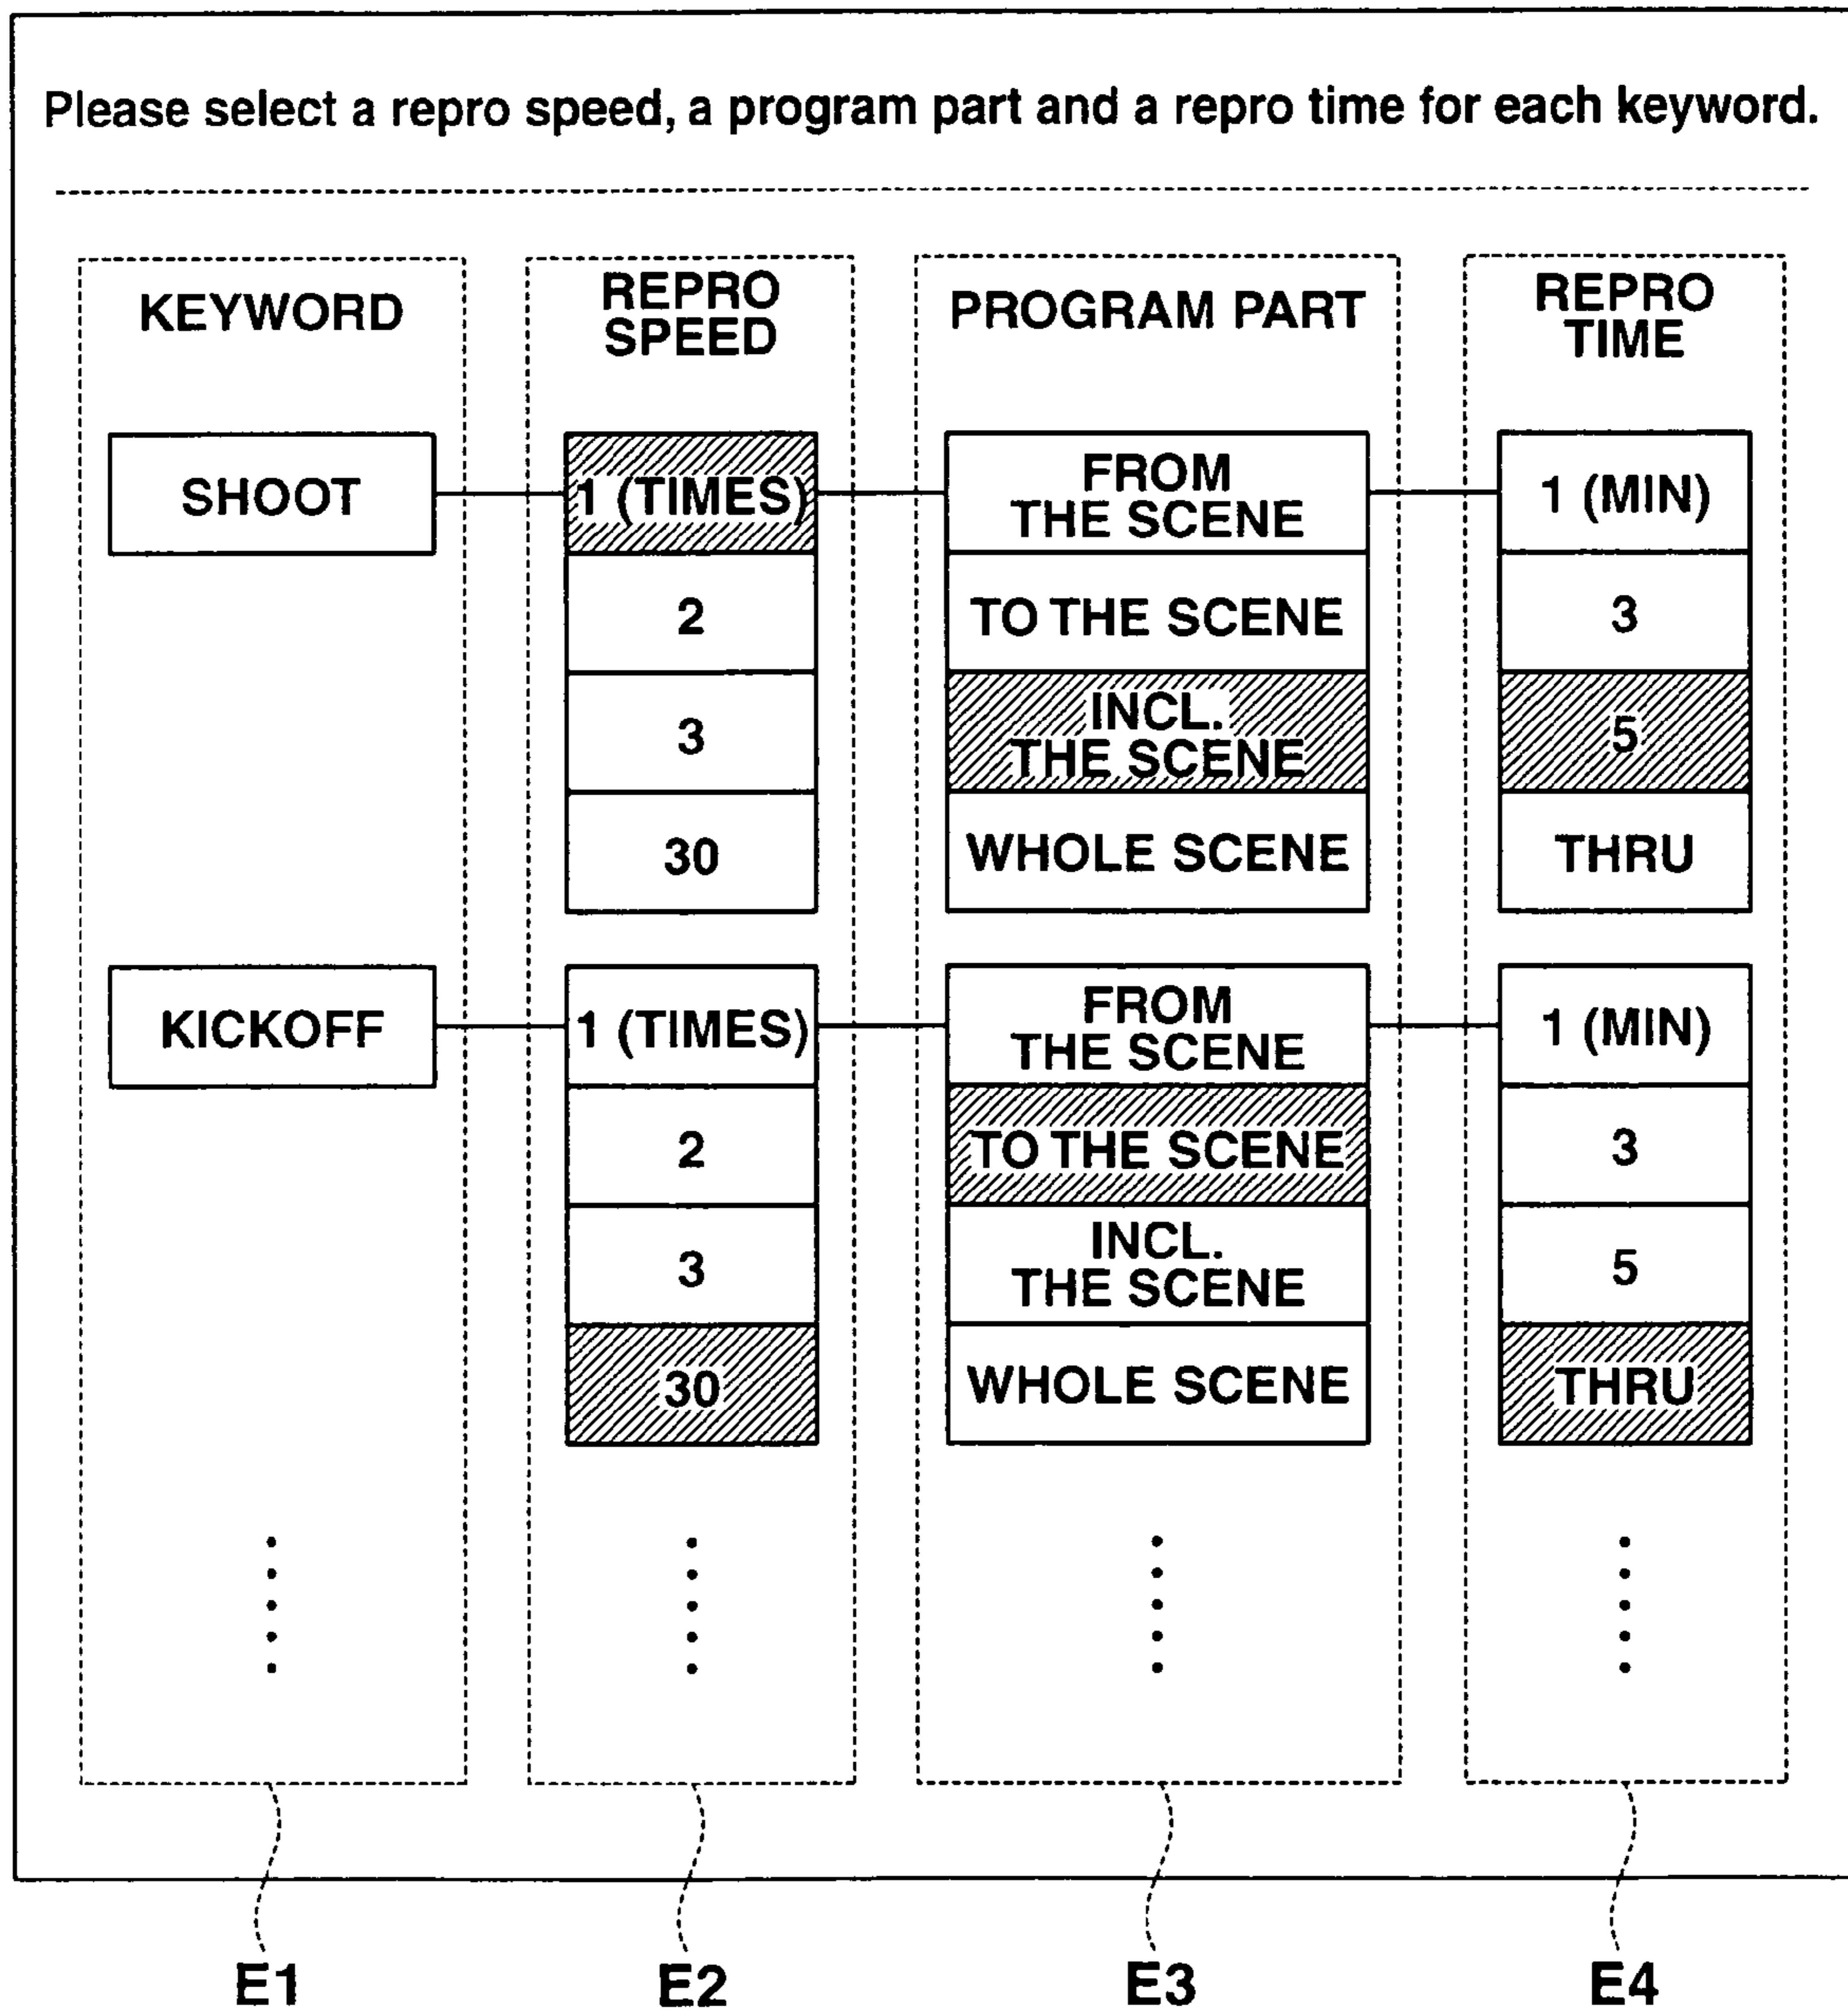 Please select a repro speed, a program part and a repro time for each keyword.
KEYWORD
REPRO
SPEED
PROGRAM PART
REPRO
TIME
SHOOT
1 (TIMES)
FROM
THE SCENE
1 (MIN)
2
TO THE SCENE
3
3
INCL.
THE SCENE
5
30
WHOLE SCENE
THRU
KICKOFF
1 (TIMES)
FROM
THE SCENE
1 (MIN)
2
TO THE SCENE
3
3
INCL.
THE SCENE
5
30
WHOLE SCENE
THRU
E1
E2
E3
E4